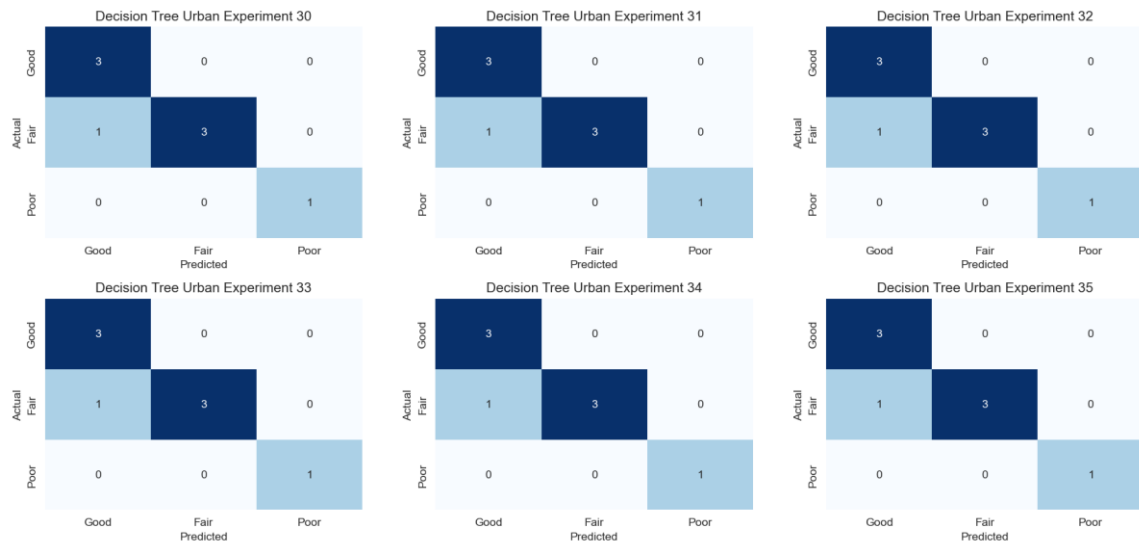 Decision Tree Urban Experiment 30
Good
3 0 0
Actual
Fair
1 3 0
Poor
0 0 1
Good Fair Poor
Predicted
Decision Tree Urban Experiment 31
Good
3 0 0
Actual
Fair
1 3 0
Poor
0 0 1
Good Fair Poor
Predicted
Decision Tree Urban Experiment 32
Good
3 0 0
Actual
Fair
1 3 0
Poor
0 0 1
Good Fair Poor
Predicted
Decision Tree Urban Experiment 33
Good
3 0 0
Actual
Fair
1 3 0
Poor
0 0 1
Good Fair Poor
Predicted
Decision Tree Urban Experiment 34
Good
3 0 0
Actual
Fair
1 3 0
Poor
0 0 1
Good Fair Poor
Predicted
Decision Tree Urban Experiment 35
Good
3 0 0
Actual
Fair
1 3 0
Poor
0 0 1
Good Fair Poor
Predicted